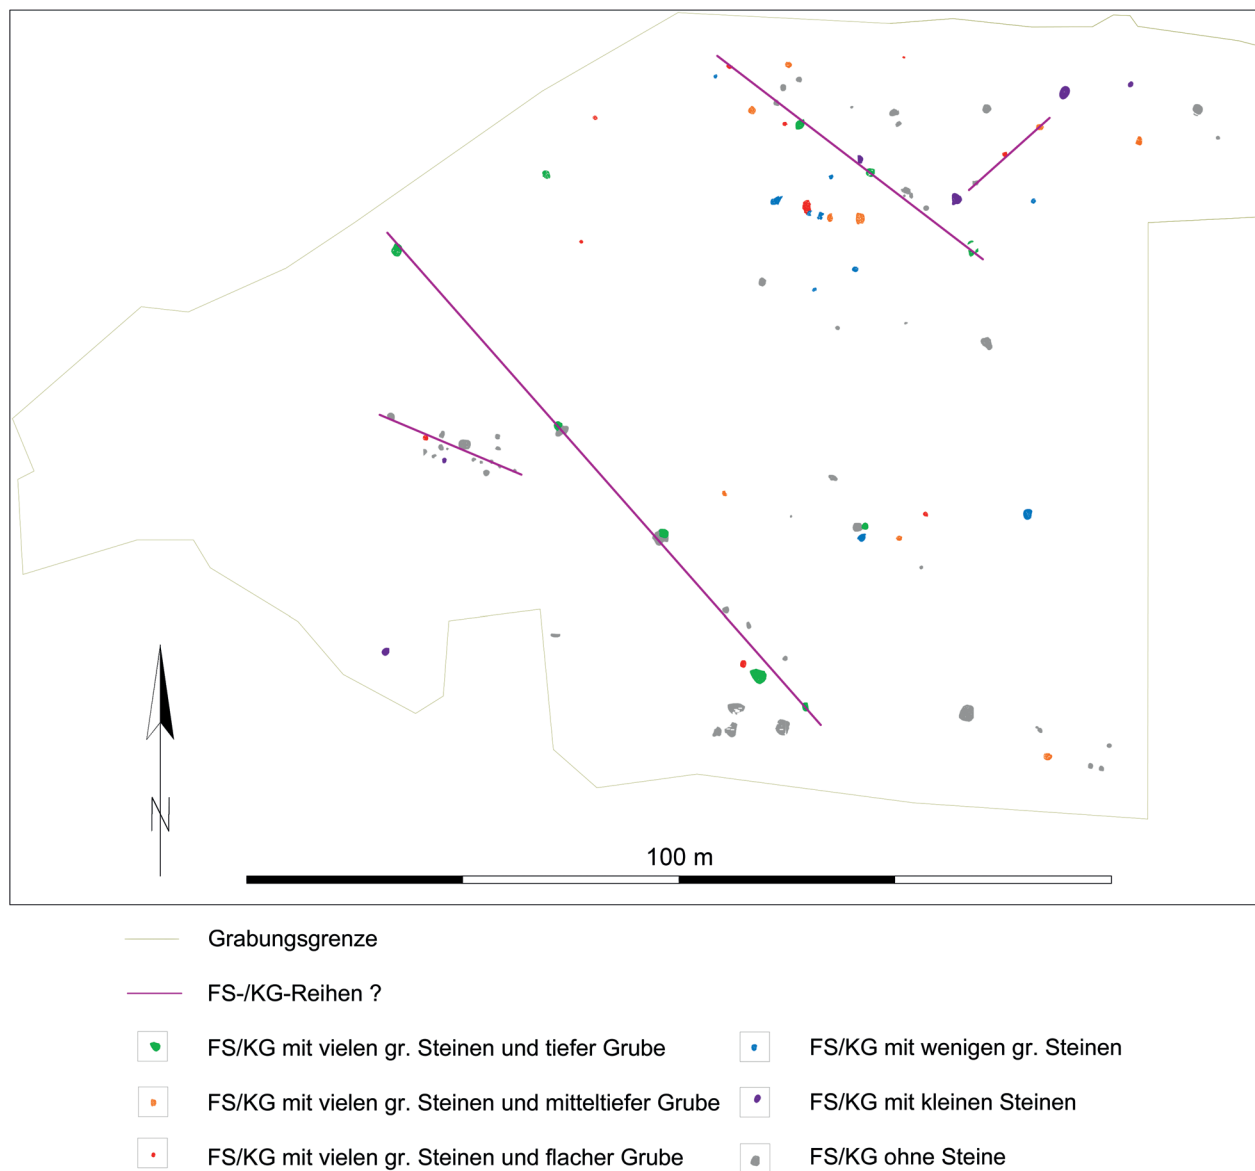 N
100 m
Grabungsgrenze
FS-/KG-Reihen ?
FS/KG mit vielen gr. Steinen und tiefer Grube
FS/KG mit vielen gr. Steinen und mitteltiefer Grube
FS/KG mit vielen gr. Steinen und flacher Grube
FS/KG mit wenigen gr. Steinen
FS/KG mit kleinen Steinen
FS/KG ohne Steine